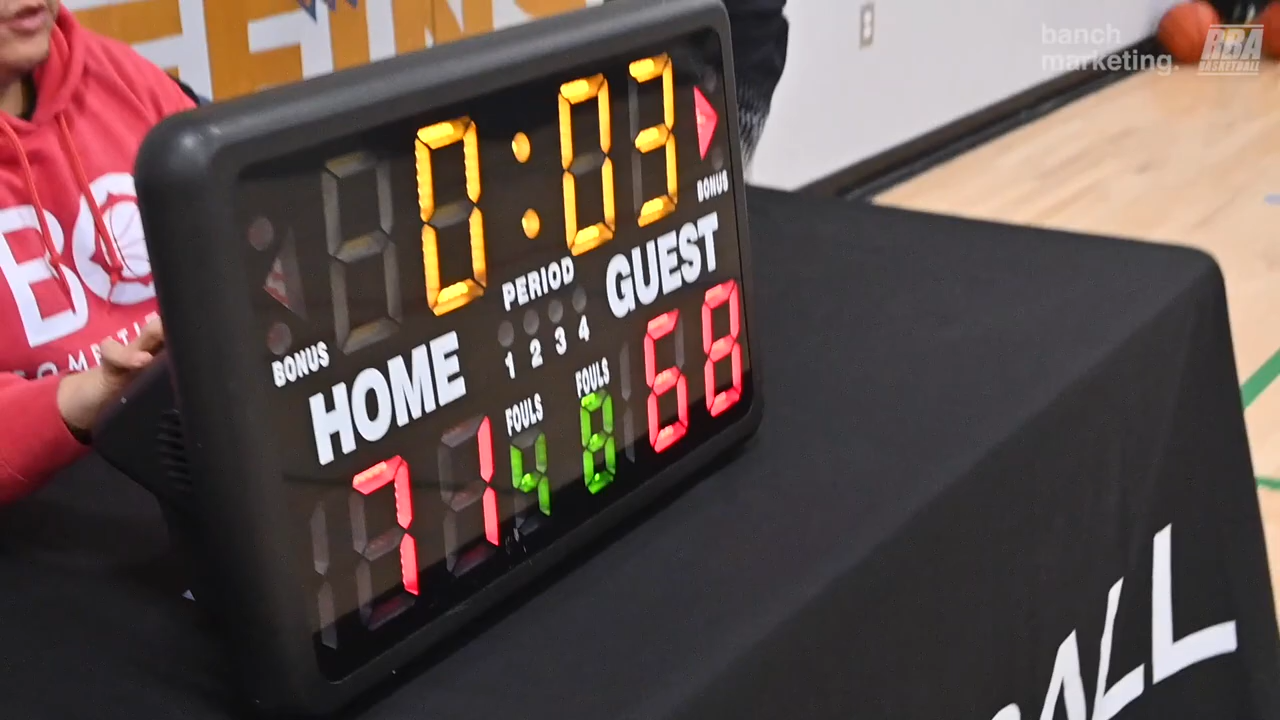 banch
marketing.
RBA
BASKETBALL
0:03
BONUS
PERIOD
GUEST
1 2 3 4
BONUS
HOME
FOULS
FOULS
71
4
8
68
ALL